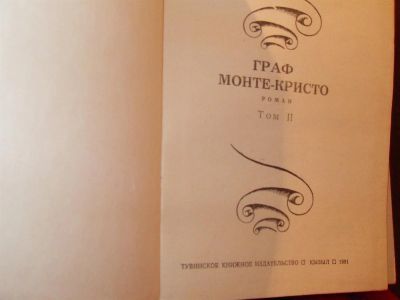 ГРАФ
МОНТЕ-КРИСТО
РОМАН
Том II
ТУВИНСКОЕ КНИЖНОЕ ИЗДАТЕЛЬСТВО □ КЫЗЫЛ □ 1991